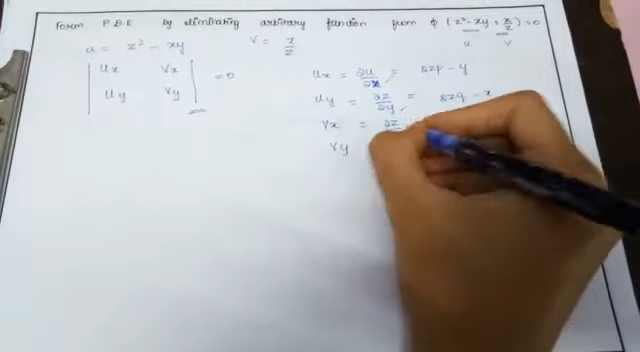 Form P.D.E by eliminating arbitrary function from φ (z² - xy, x/z) = 0
u v
u = z² - xy v = x/z
| ux vx | = 0
| uy vy |
ux = ∂u/∂x = 2zp - y
uy = ∂z/∂y = 2zq - x
vx = ∂z/
vy